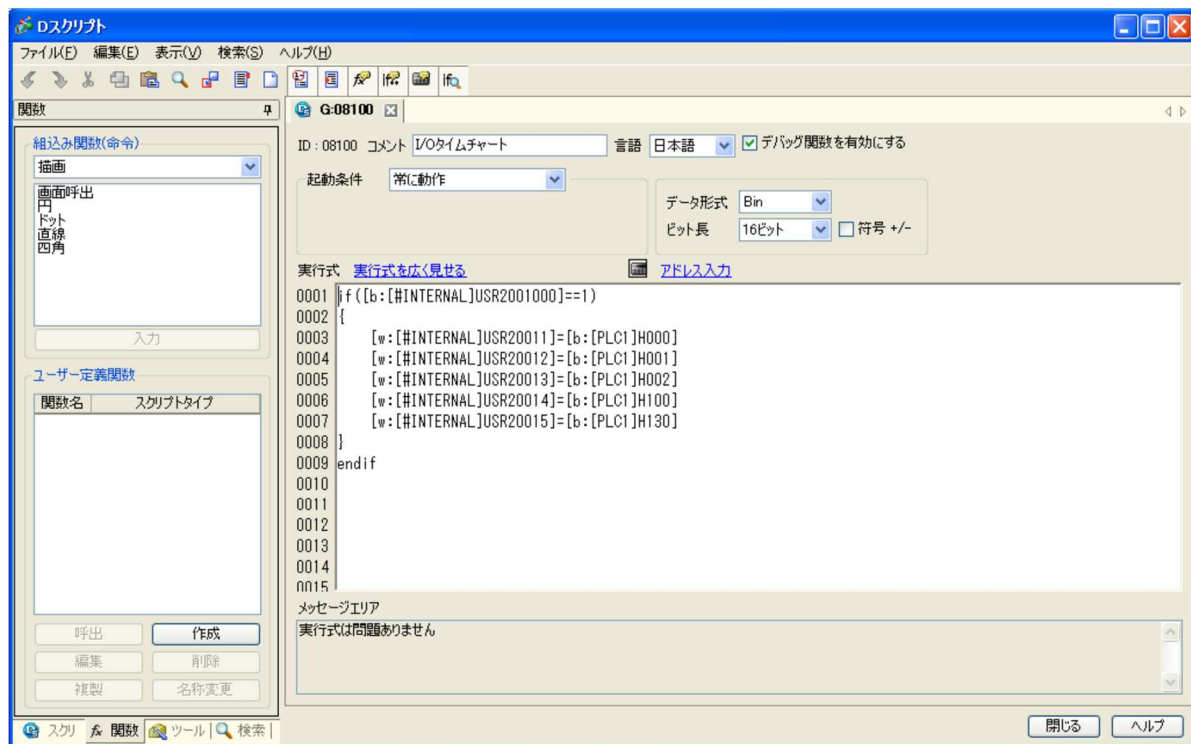 Dスクリプト
ファイル(F) 編集(E) 表示(V) 検索(S) ヘルプ(H)
関数
組込み関数(命令)
描画
画面呼出
円
ドット
直線
四角
入力
ユーザー定義関数
関数名 スクリプトタイプ
呼出 作成
編集 削除
複製 名称変更
スクリ 関数 ツール 検索
G:08100
ID : 08100 コメント I/Oタイムチャート 言語 日本語 デバッグ関数を有効にする
起動条件 常に動作
データ形式 Bin
ビット長 16ビット 符号 +/-
実行式 実行式を広く見せる アドレス入力
0001 if([b:[#INTERNAL]USR2001000]==1)
0002 {
0003 [w:[#INTERNAL]USR20011]=[b:[PLC1]H000]
0004 [w:[#INTERNAL]USR20012]=[b:[PLC1]H001]
0005 [w:[#INTERNAL]USR20013]=[b:[PLC1]H002]
0006 [w:[#INTERNAL]USR20014]=[b:[PLC1]H100]
0007 [w:[#INTERNAL]USR20015]=[b:[PLC1]H130]
0008 }
0009 endif
0010
0011
0012
0013
0014
0015
メッセージエリア
実行式は問題ありません
閉じる ヘルプ